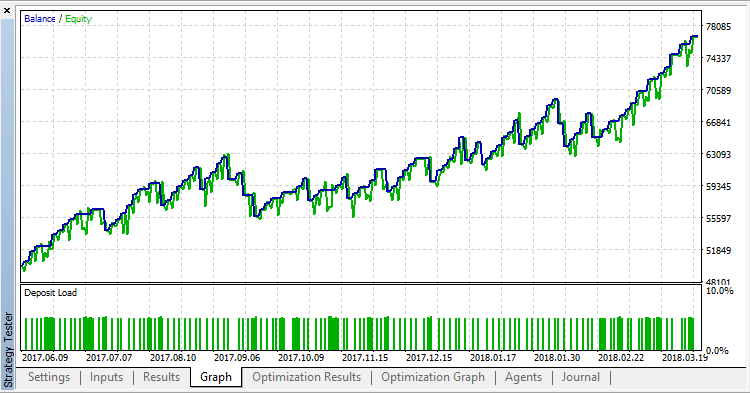 Balance / Equity
78085
74337
70589
66841
63093
59345
55597
51849
48101
Deposit Load
10.0%
0.0%
2017.06.09 2017.07.07 2017.08.10 2017.09.06 2017.10.09 2017.11.15 2017.12.15 2018.01.17 2018.01.30 2018.02.22 2018.03.19
Strategy Tester
Settings Inputs Results Graph Optimization Results Optimization Graph Agents Journal